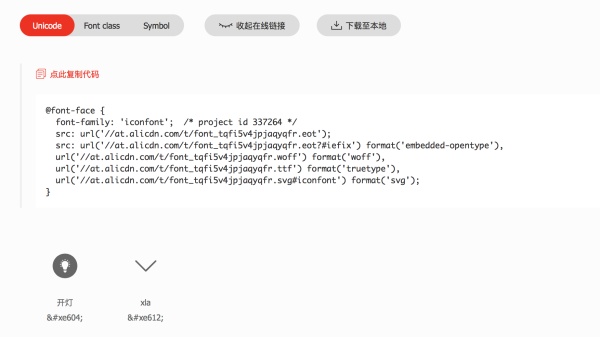 Unicode Font class Symbol 收起在线链接 下载至本地
点此复制代码
@font-face {
font-family: 'iconfont'; /* project id 337264 */
src: url('//at.alicdn.com/t/font_tqfi5v4jpjaqyqfr.eot');
src: url('//at.alicdn.com/t/font_tqfi5v4jpjaqyqfr.eot?#iefix') format('embedded-opentype'),
url('//at.alicdn.com/t/font_tqfi5v4jpjaqyqfr.woff') format('woff'),
url('//at.alicdn.com/t/font_tqfi5v4jpjaqyqfr.ttf') format('truetype'),
url('//at.alicdn.com/t/font_tqfi5v4jpjaqyqfr.svg#iconfont') format('svg');
}
开灯 xla
&#xe604; &#xe612;